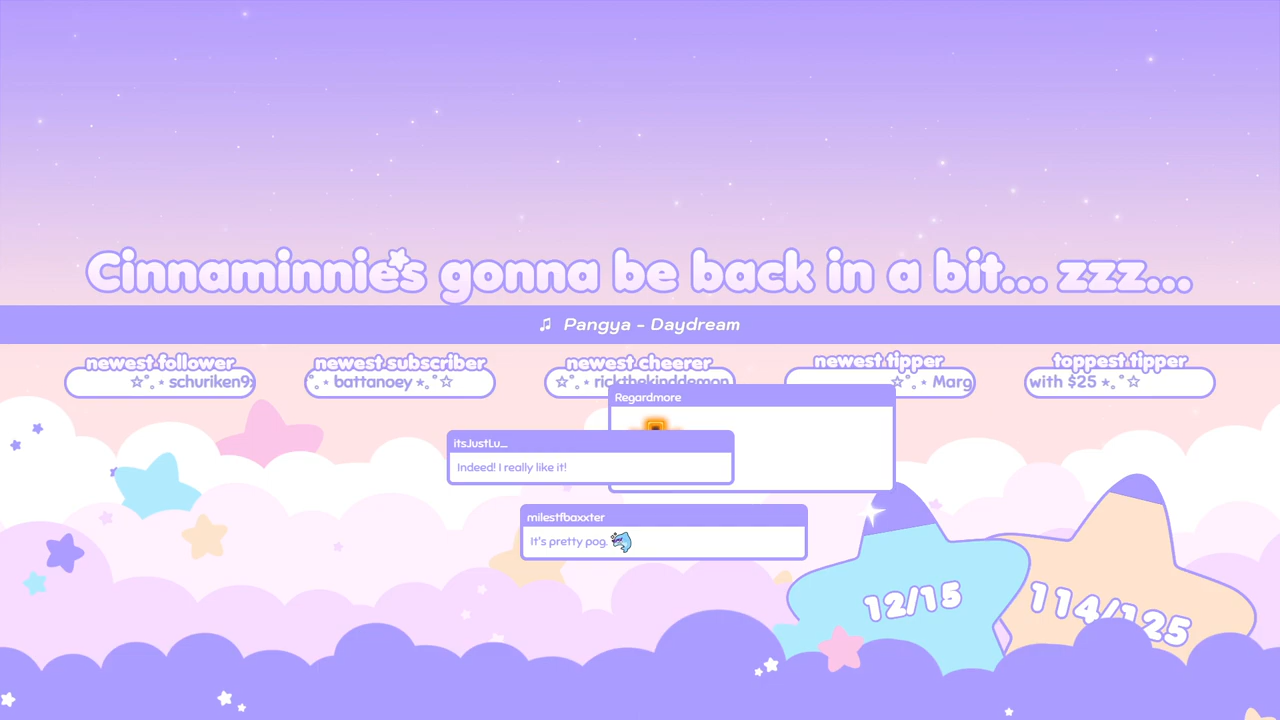 Cinnaminnie's gonna be back in a bit... zzz...
♫ Pangya - Daydream
newest follower
newest subscriber
newest cheerer
newest tipper
toppest tipper
☆ﾟ｡⋆ schuriken9
ﾟ｡⋆ battanoey ⋆｡ﾟ☆
☆ﾟ｡⋆ rickthekinddemon
☆ﾟ｡⋆ Marg
with $25 ⋆｡ﾟ☆
Regardmore
itsJustLu_
Indeed! I really like it!
milestfbaxxter
It's pretty pog.
12/15
114/125